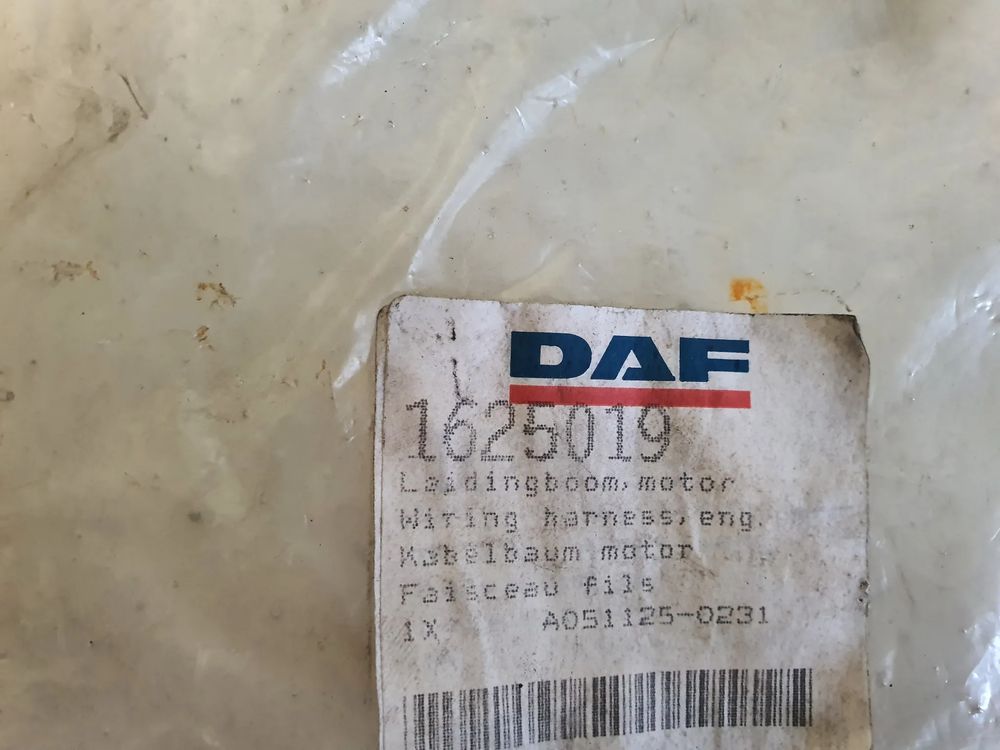 DAF
1625019
Leidingboom, motor
Wiring harness, eng.
Kabelbaum motor
Faisceau fils
1X A051125-0231